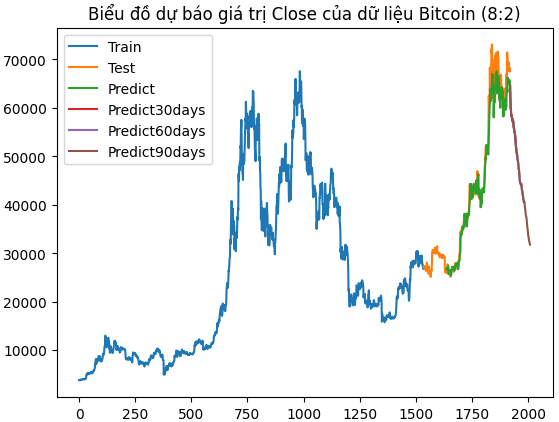 Biểu đồ dự báo giá trị Close của dữ liệu Bitcoin (8:2)
Train
Test
Predict
Predict30days
Predict60days
Predict90days
70000
60000
50000
40000
30000
20000
10000
0 250 500 750 1000 1250 1500 1750 2000